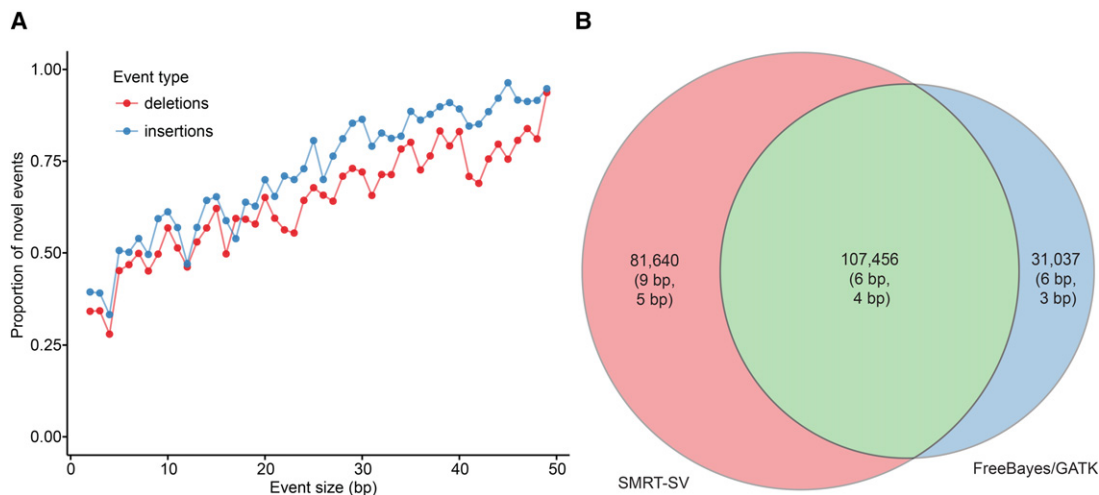 A
Proportion of novel events
1.00
0.75
0.50
0.25
0.00
Event type
deletions
insertions
0
10
20
30
40
50
Event size (bp)
B
81,640
(9 bp,
5 bp)
107,456
(6 bp,
4 bp)
31,037
(6 bp,
3 bp)
SMRT-SV
FreeBayes/GATK